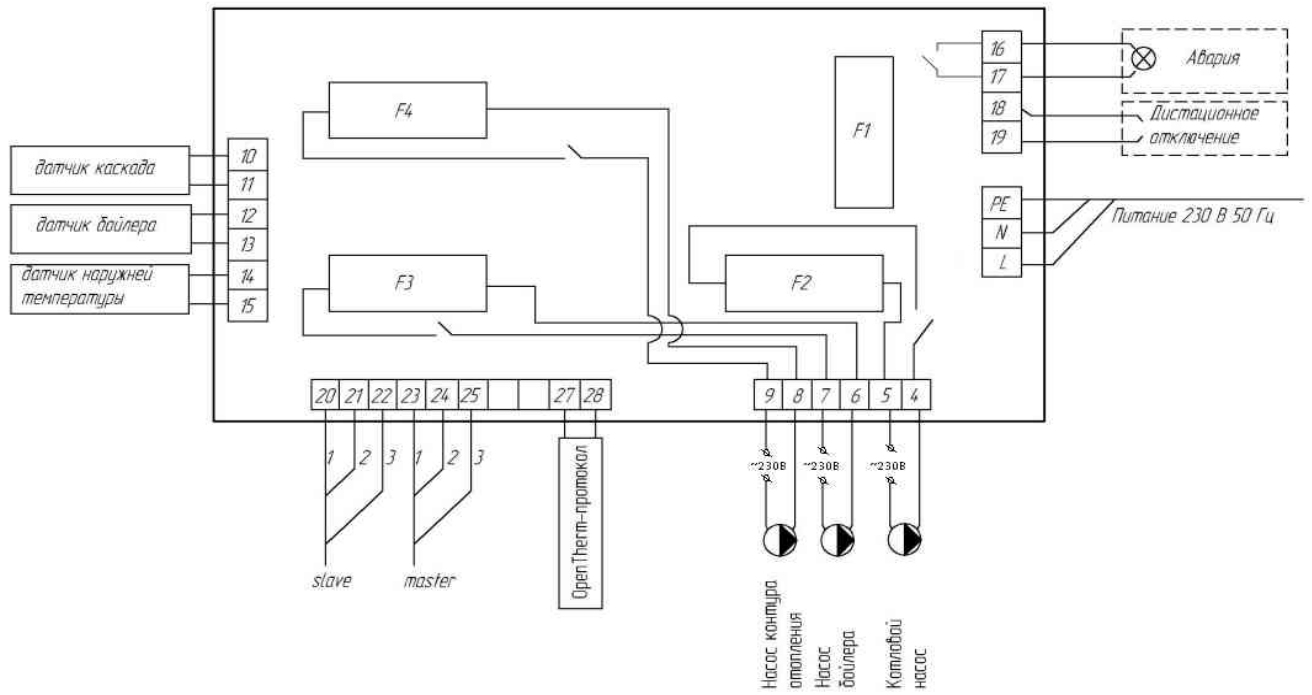 F4
F1
16
17
18
19
Авария
Дистационное
отключение
датчик каскада
10
11
датчик бойлера
12
13
датчик наружней
температуры
14
15
PE
N
L
Питание 230 В 50 Гц
F3
F2
20 21 22 23 24 25 27 28
9 8 7 6 5 4
1 2 3 1 2 3
slave
master
OpenTherm-протокол
~230В ~230В ~230В
Насос контура
отопления
Насос
бойлера
Котловой
насос